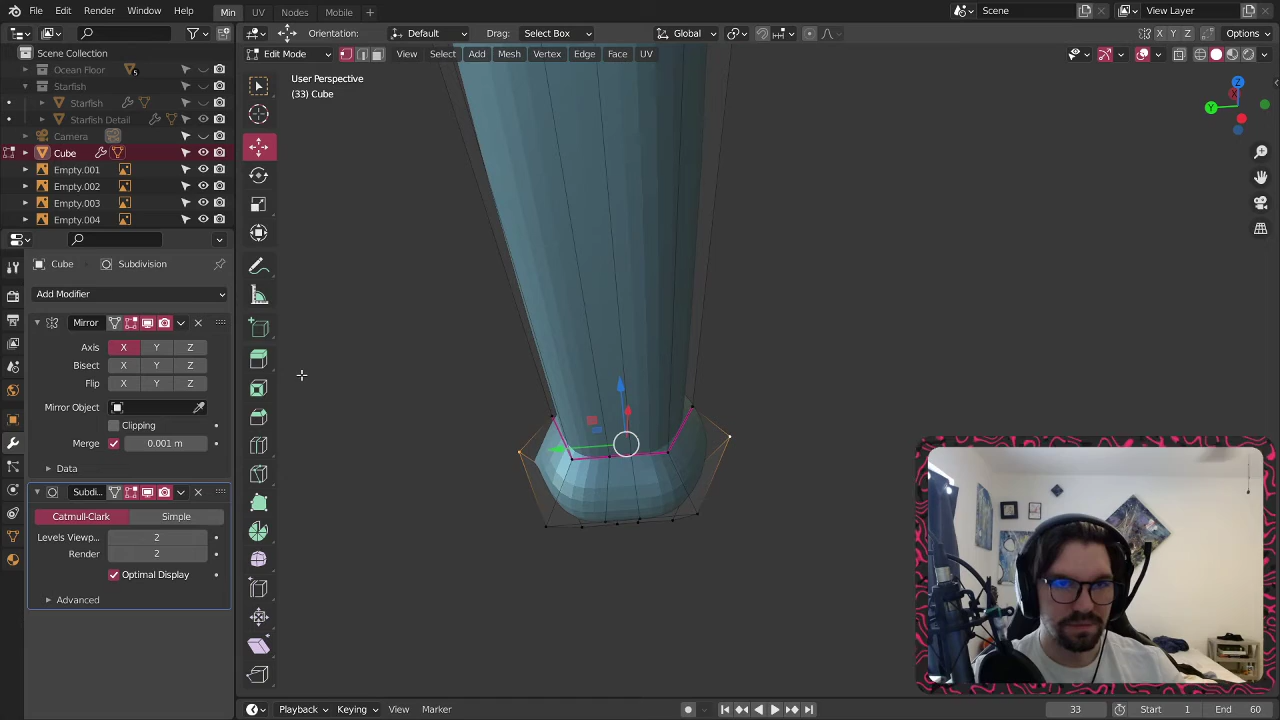 File Edit Render Window Help Min UV Nodes Mobile + Scene View Layer
Orientation: Default Drag: Select Box Global X Y Z Options
Edit Mode View Select Add Mesh Vertex Edge Face UV
Scene Collection
Ocean Floor 5
Starfish
Starfish
Starfish Detail
Camera
Cube
Empty.001
Empty.002
Empty.003
Empty.004
User Perspective
(33) Cube
Z
X
Y
Cube Subdivision
Add Modifier
Mirror
Axis X Y Z
Bisect X Y Z
Flip X Y Z
Mirror Object
Clipping
Merge 0.001 m
Data
Subdi...
Catmull-Clark Simple
Levels Viewp... 2
Render 2
Optimal Display
Advanced
Playback Keying View Marker 33 Start 1 End 60